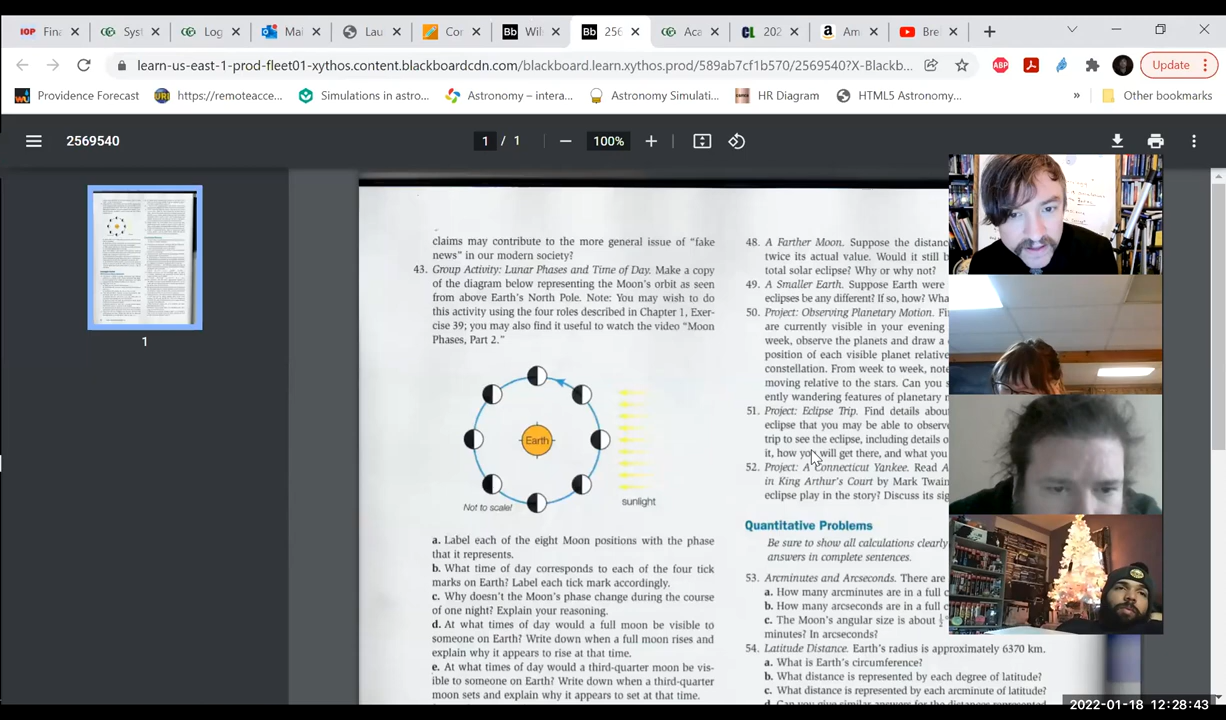 Fina
Sys
Log
Mai
Lau
Co
Wil
256
Aca
202
Am
Bre
learn-us-east-1-prod-fleet01-xythos.content.blackboardcdn.com/blackboard.learn.xythos.prod/589ab7cf1b570/2569540?X-Blackb...
Update
Providence Forecast
https://remoteacce...
Simulations in astro...
Astronomy – intera...
Astronomy Simulati...
HR Diagram
HTML5 Astronomy...
»
Other bookmarks
2569540
1 / 1
100%
1
claims may contribute to the more general issue of "fake
news" in our modern society?
43. Group Activity: Lunar Phases and Time of Day. Make a copy
of the diagram below representing the Moon's orbit as seen
from above Earth's North Pole. Note: You may wish to do
this activity using the four roles described in Chapter 1, Exer-
cise 39; you may also find it useful to watch the video "Moon
Phases, Part 2."
Earth
Not to scale!
sunlight
a. Label each of the eight Moon positions with the phase
that it represents.
b. What time of day corresponds to each of the four tick
marks on Earth? Label each tick mark accordingly.
c. Why doesn't the Moon's phase change during the course
of one night? Explain your reasoning.
d. At what times of day would a full moon be visible to
someone on Earth? Write down when a full moon rises and
explain why it appears to rise at that time.
e. At what times of day would a third-quarter moon be vis-
ible to someone on Earth? Write down when a third-quarter
moon sets and explain why it appears to set at that time.
48. A Farther Moon. Suppose the distanc
twice its actual value. Would it still b
total solar eclipse? Why or why not?
49. A Smaller Earth. Suppose Earth were
eclipses be any different? If so, how? Wha
50. Project: Observing Planetary Motion. Fi
are currently visible in your evening
week, observe the planets and draw a
position of each visible planet relative
constellation. From week to week, note
moving relative to the stars. Can you s
ently wandering features of planetary
51. Project: Eclipse Trip. Find details abou
eclipse that you may be able to observe
trip to see the eclipse, including details o
it, how you will get there, and what you
52. Project: A Connecticut Yankee. Read A
in King Arthur's Court by Mark Twain
eclipse play in the story? Discuss its sig
Quantitative Problems
Be sure to show all calculations clearly
answers in complete sentences.
53. Arcminutes and Arcseconds. There are
a. How many arcminutes are in a full c
b. How many arcseconds are in a full c
c. The Moon's angular size is about ½°
minutes? In arcseconds?
54. Latitude Distance. Earth's radius is approximately 6370 km.
a. What is Earth's circumference?
b. What distance is represented by each degree of latitude?
c. What distance is represented by each arcminute of latitude?
2022-01-18 12:28:43